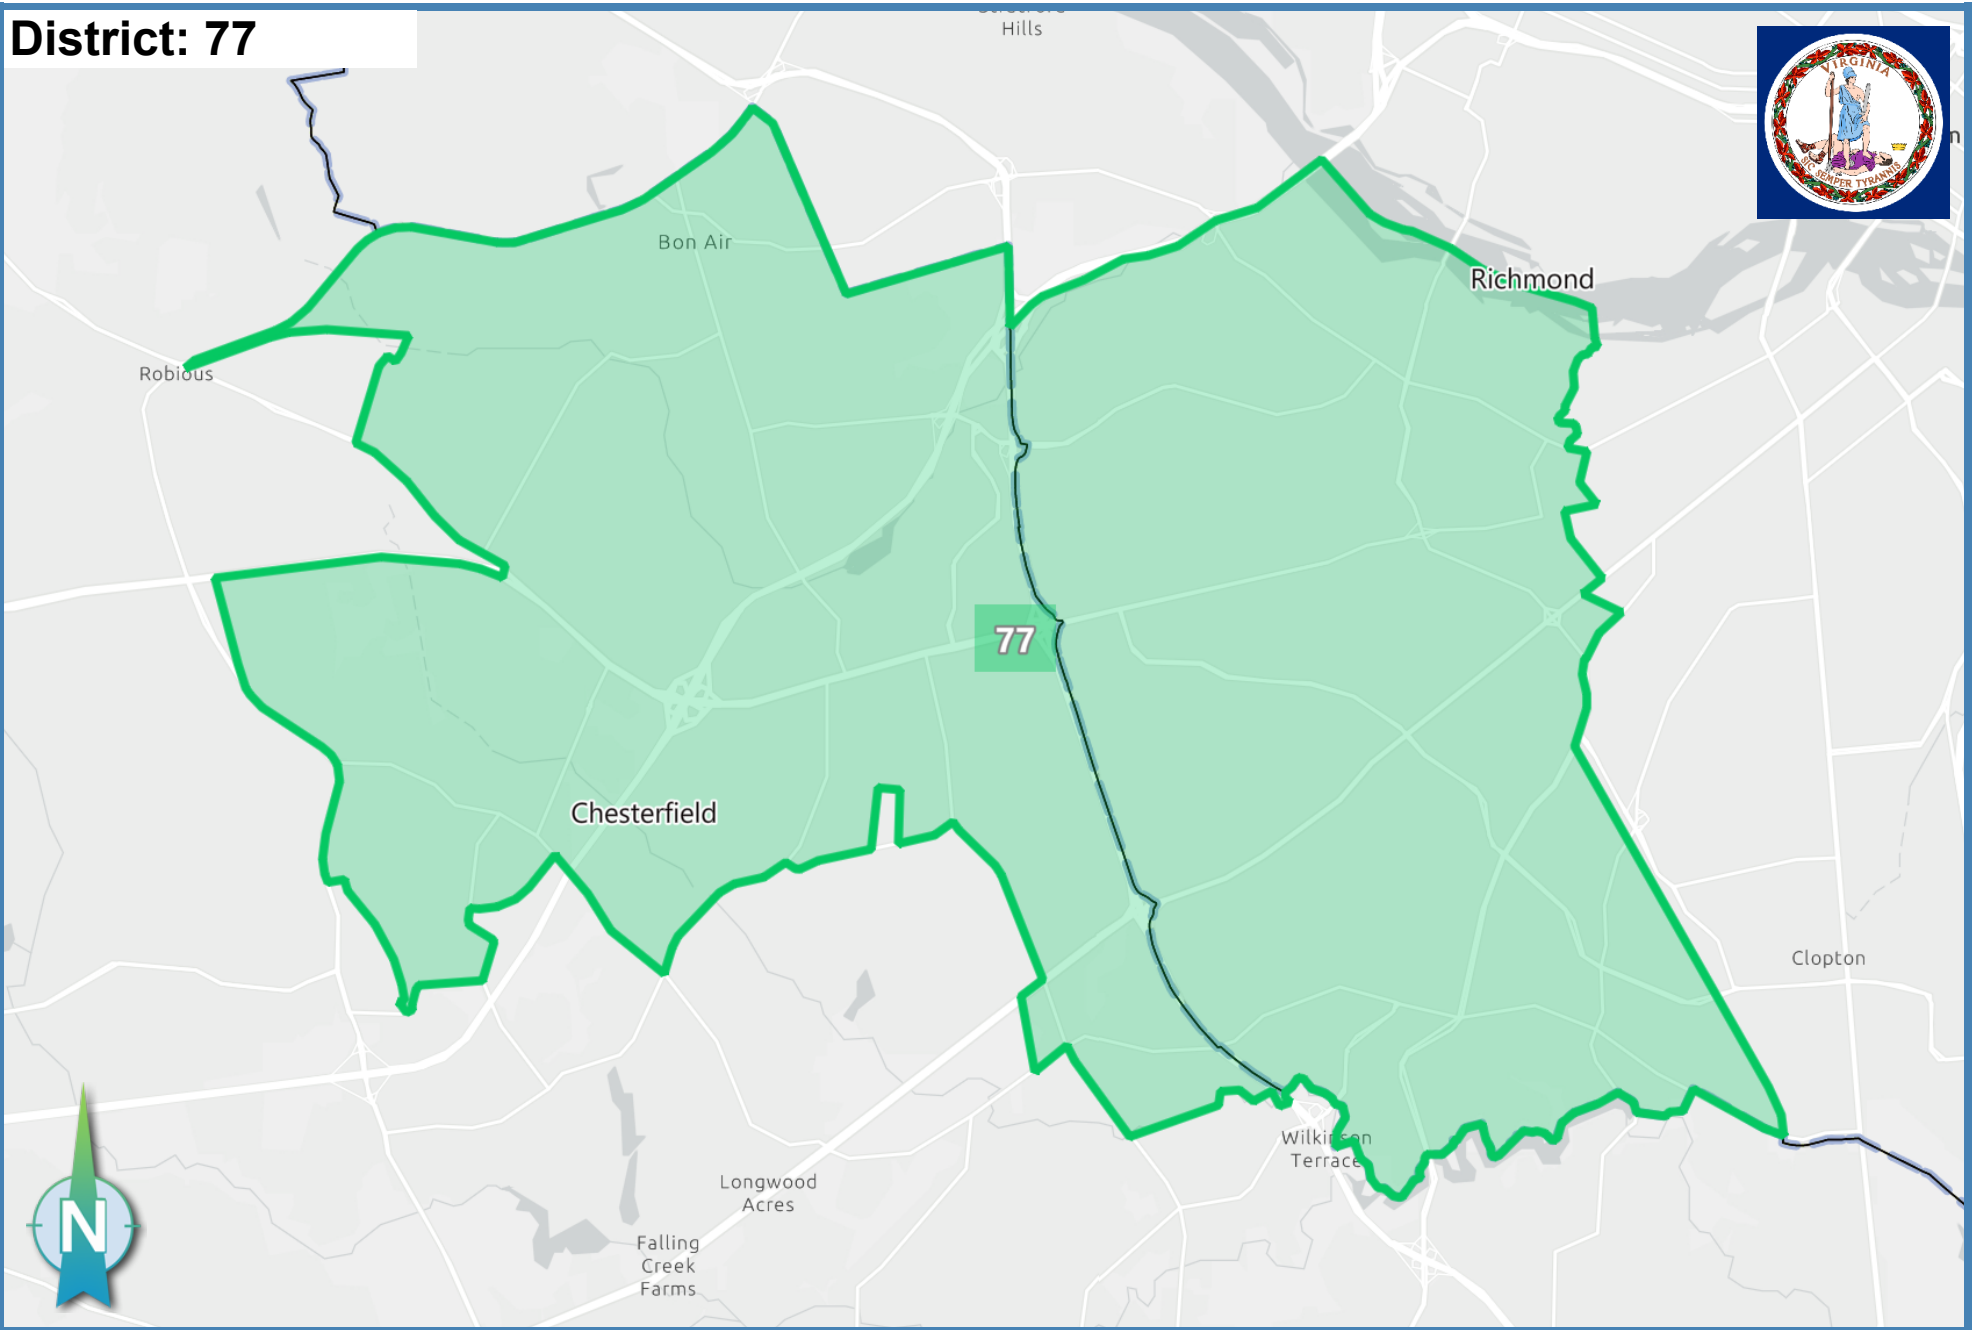 District: 77
Hills
VIRGINIA
SIC SEMPER TYRANNIS
n
Bon Air
Richmond
Robious
77
Chesterfield
Clopton
Wilkinson
Terrace
Longwood
Acres
Falling
Creek
Farms
N